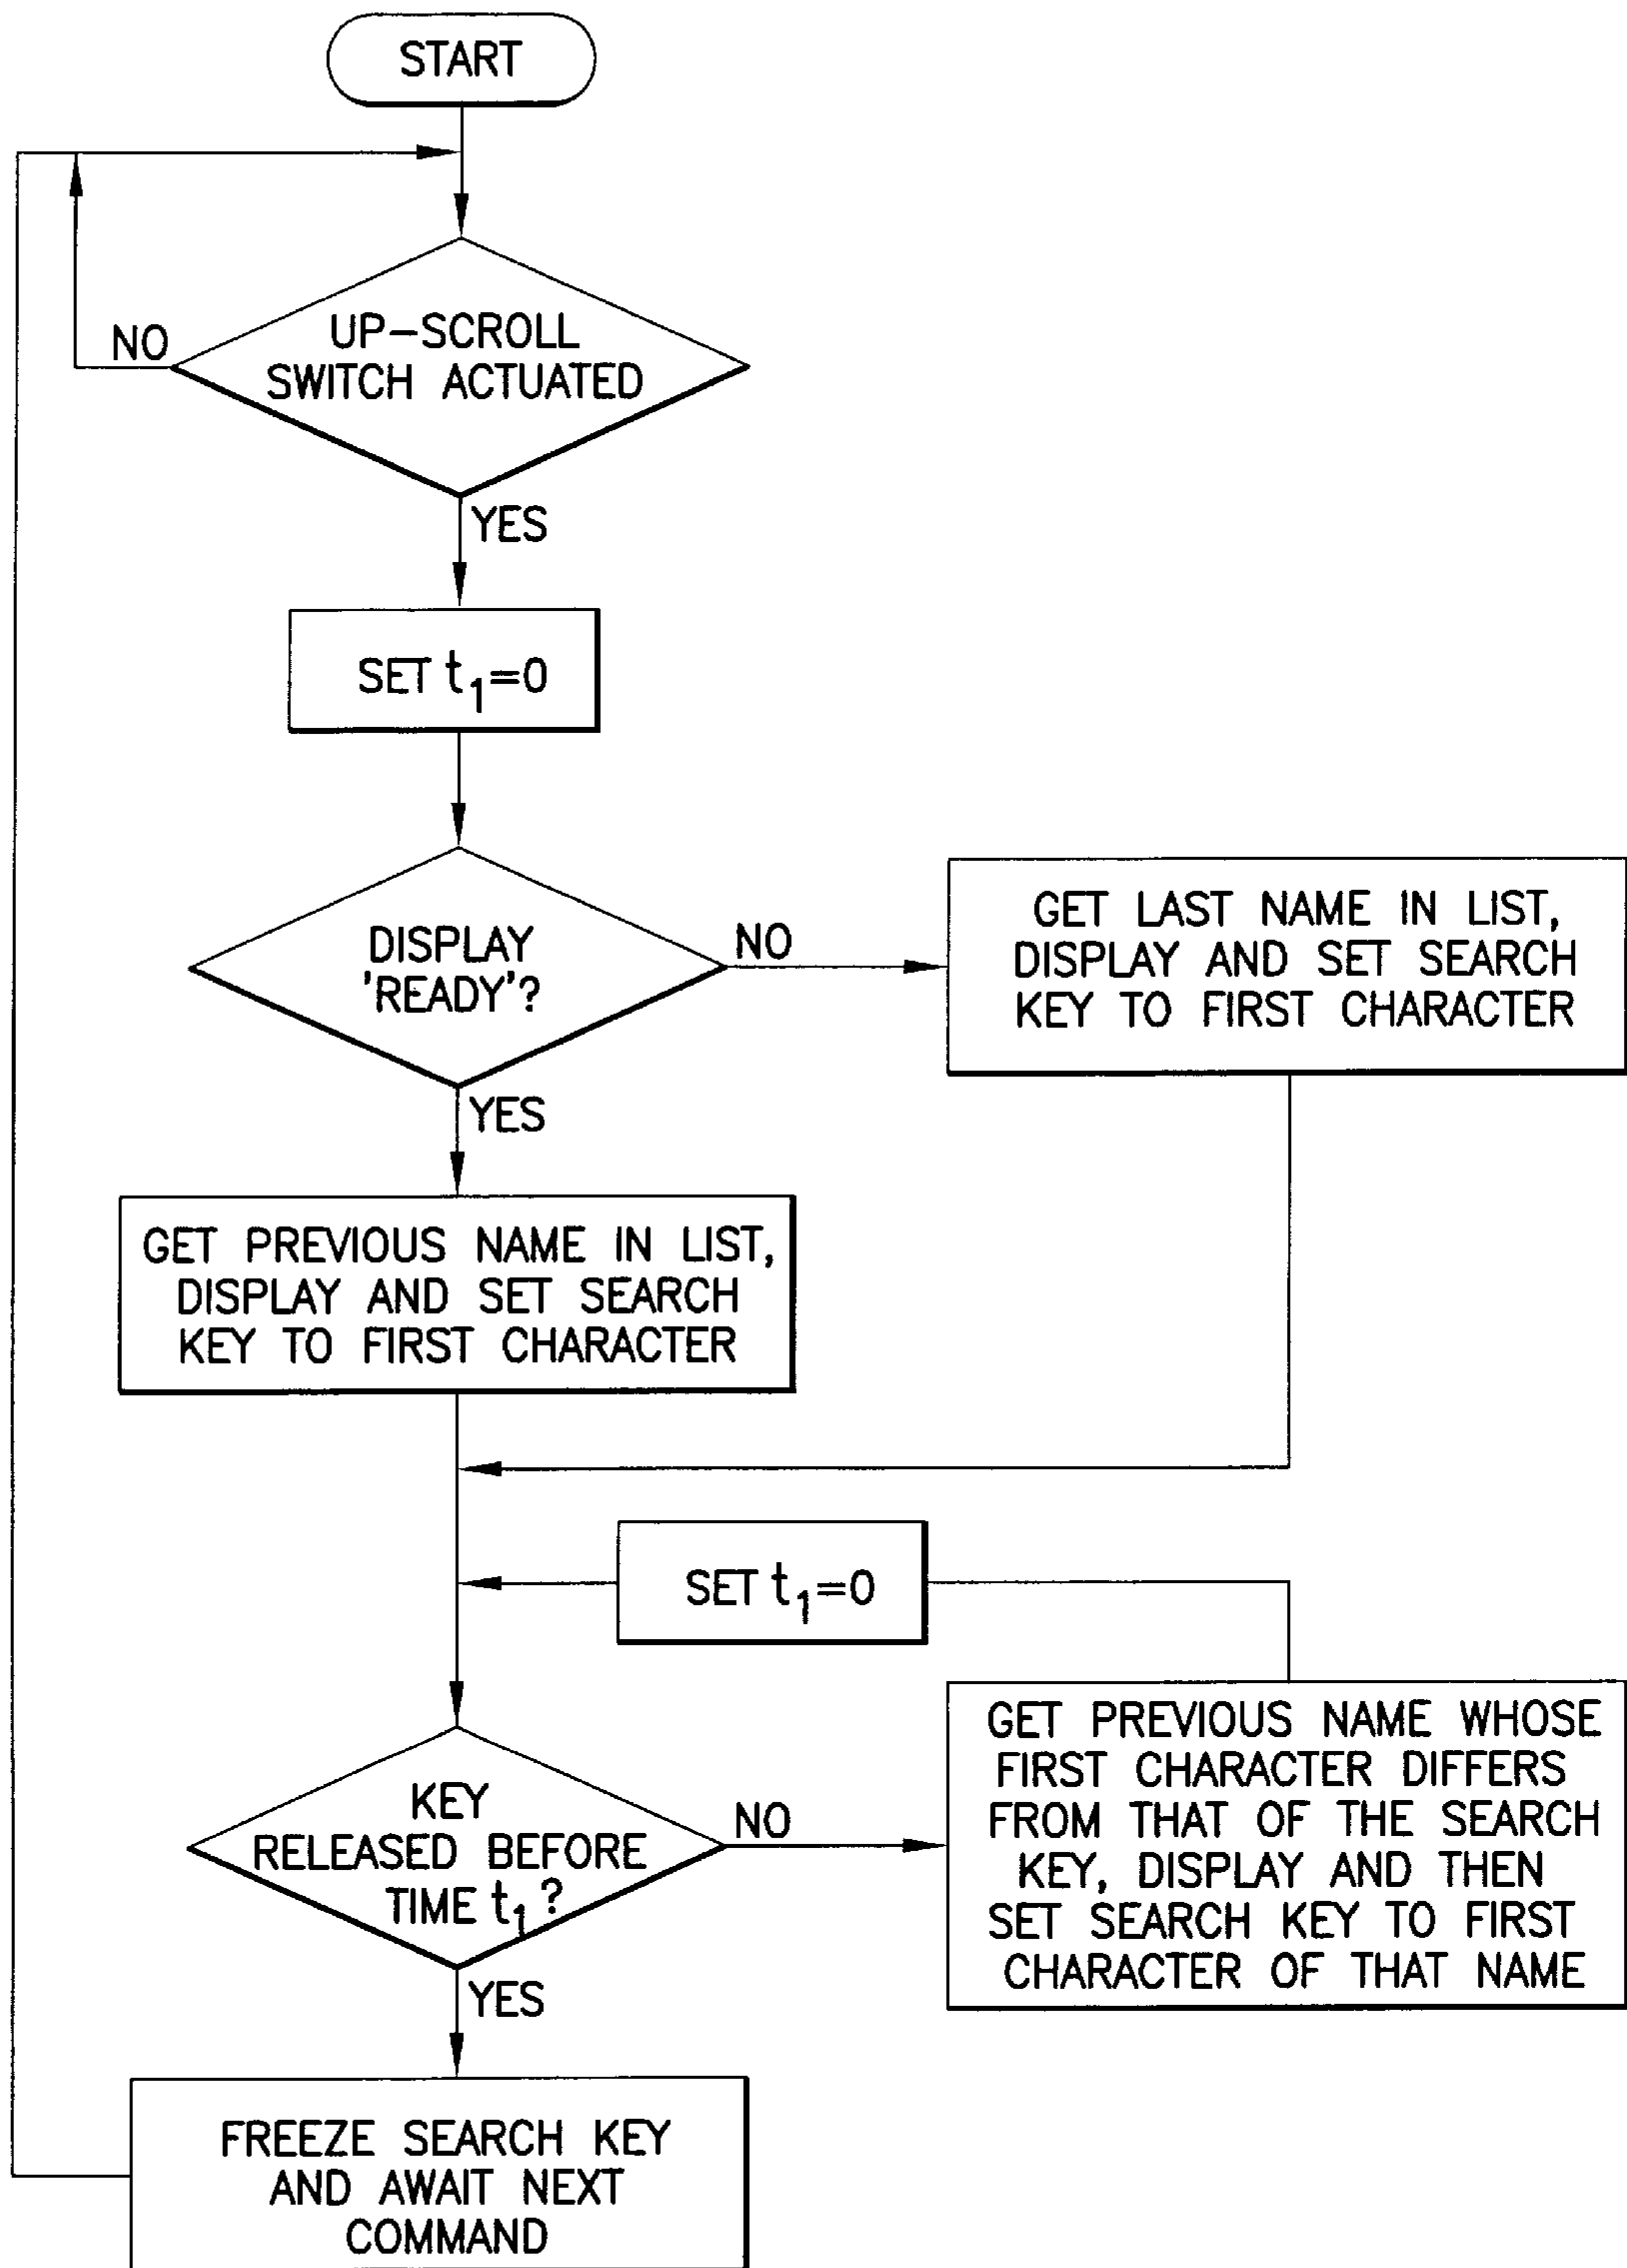 START
NO
UP-SCROLL
SWITCH ACTUATED
YES
SET t₁=0
DISPLAY
'READY'?
NO
GET LAST NAME IN LIST,
DISPLAY AND SET SEARCH
KEY TO FIRST CHARACTER
YES
GET PREVIOUS NAME IN LIST,
DISPLAY AND SET SEARCH
KEY TO FIRST CHARACTER
SET t₁=0
KEY
RELEASED BEFORE
TIME t₁?
NO
GET PREVIOUS NAME WHOSE
FIRST CHARACTER DIFFERS
FROM THAT OF THE SEARCH
KEY, DISPLAY AND THEN
SET SEARCH KEY TO FIRST
CHARACTER OF THAT NAME
YES
FREEZE SEARCH KEY
AND AWAIT NEXT
COMMAND